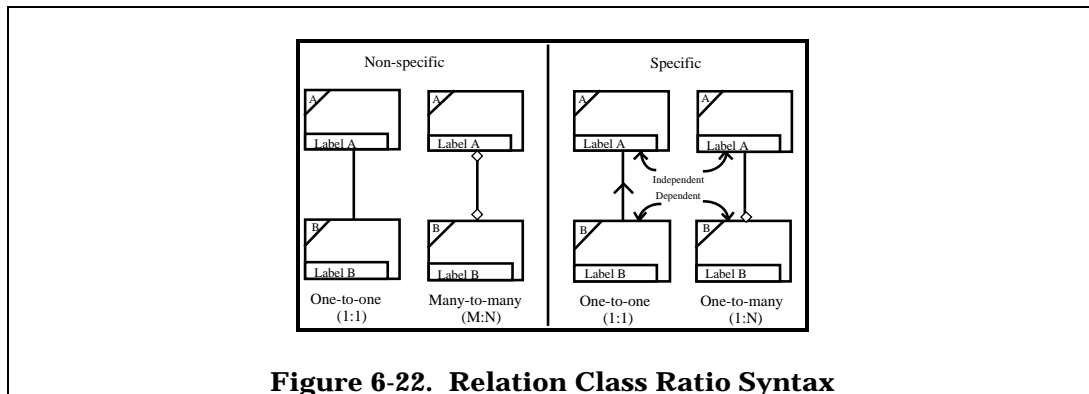 Non-specific Specific
A A A A
Label A Label A Label A Label A
Independent
Dependent
B B B B
Label B Label B Label B Label B
One-to-one Many-to-many One-to-one One-to-many
(1:1) (M:N) (1:1) (1:N)
Figure 6-22. Relation Class Ratio Syntax